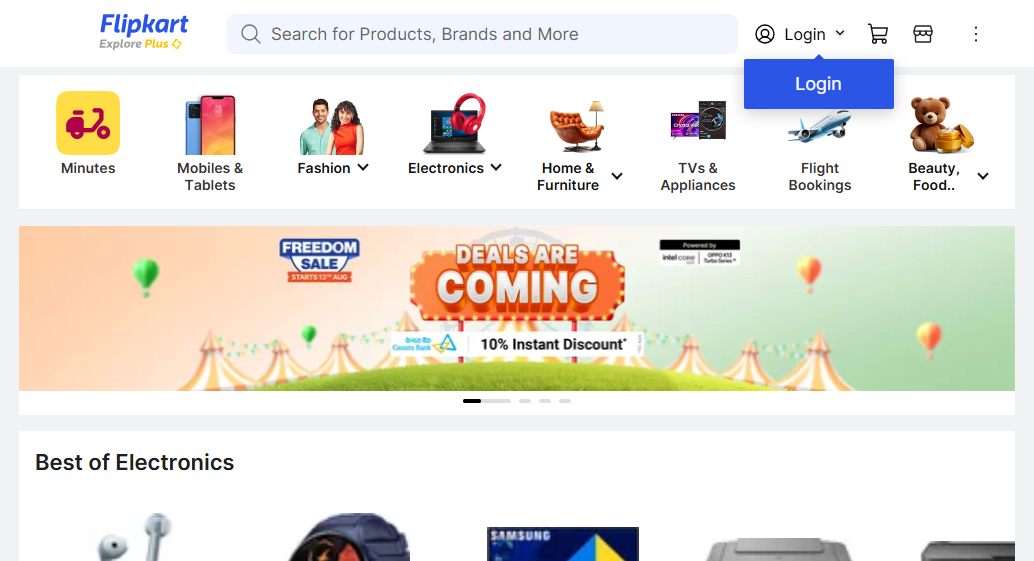 Flipkart
Explore Plus
Search for Products, Brands and More
Login
Login
Minutes
Mobiles &
Tablets
Fashion
Electronics
Home &
Furniture
TVs &
Appliances
Flight
Bookings
Beauty,
Food..
FREEDOM
SALE
STARTS 13TH AUG
DEALS ARE
COMING
Powered by
intel core
OPPO K13
Turbo Series
Canara Bank
10% Instant Discount*
Best of Electronics
SAMSUNG